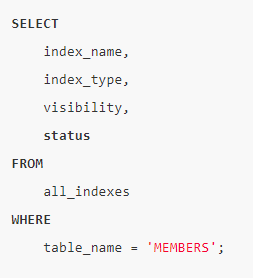 SELECT
index_name,
index_type,
visibility,
status
FROM
all_indexes
WHERE
table_name = 'MEMBERS';